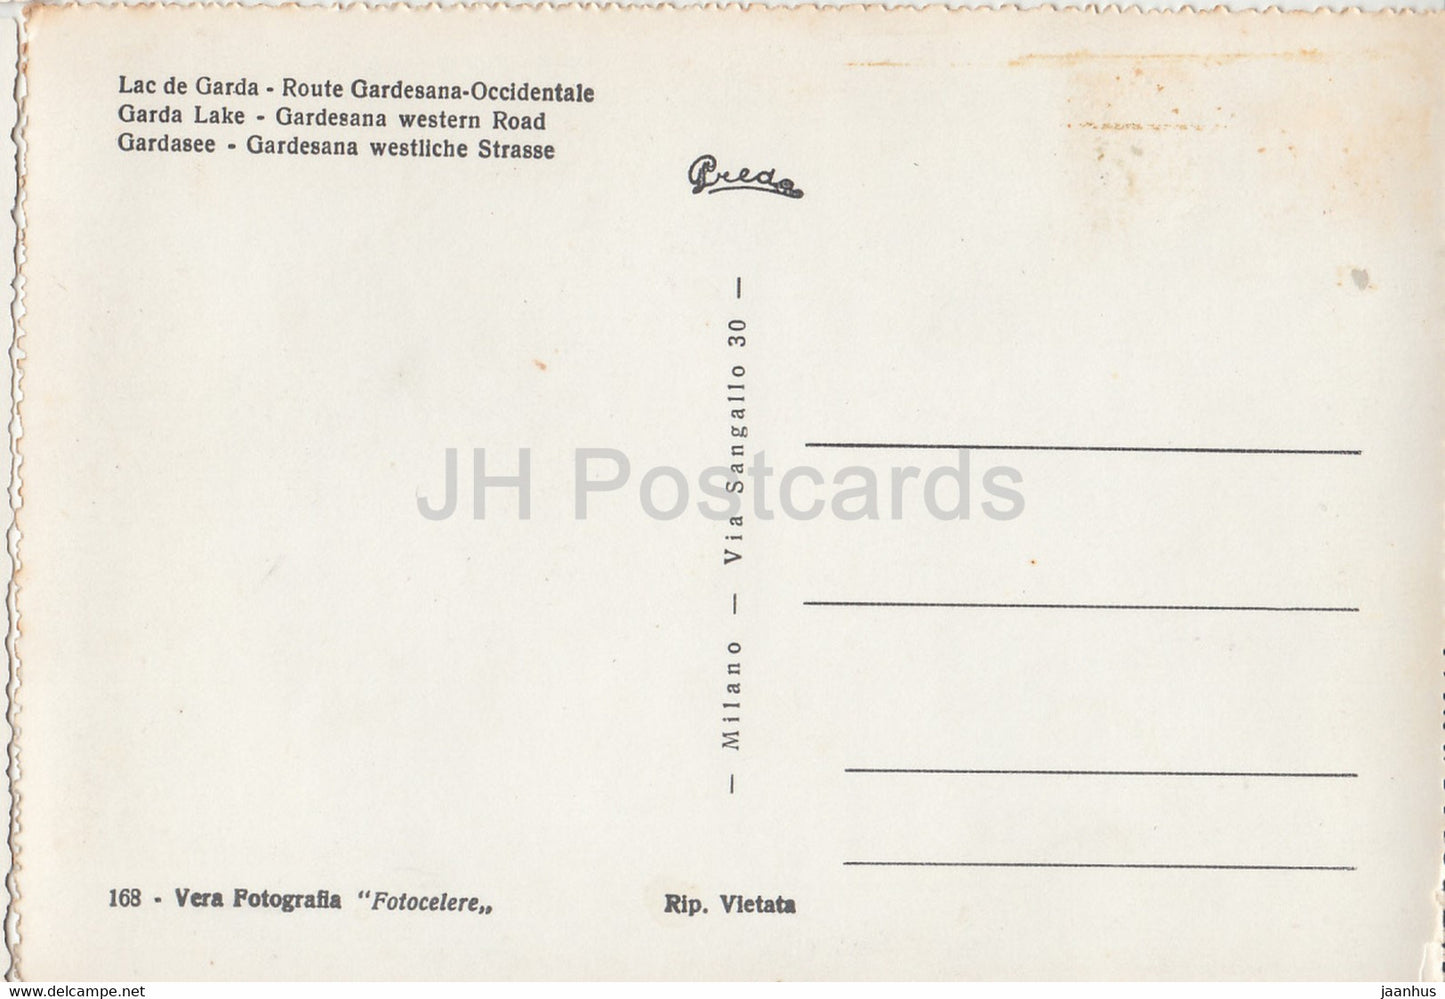 Lac de Garda - Route Gardesana-Occidentale
Garda Lake - Gardesana western Road
Gardasee - Gardesana westliche Strasse
Preda
— Milano — Via Sangallo 30 —
JH Postcards
168 - Vera Fotografia "Fotocelere„
Rip. Vietata
www.delcampe.net
jaanhus